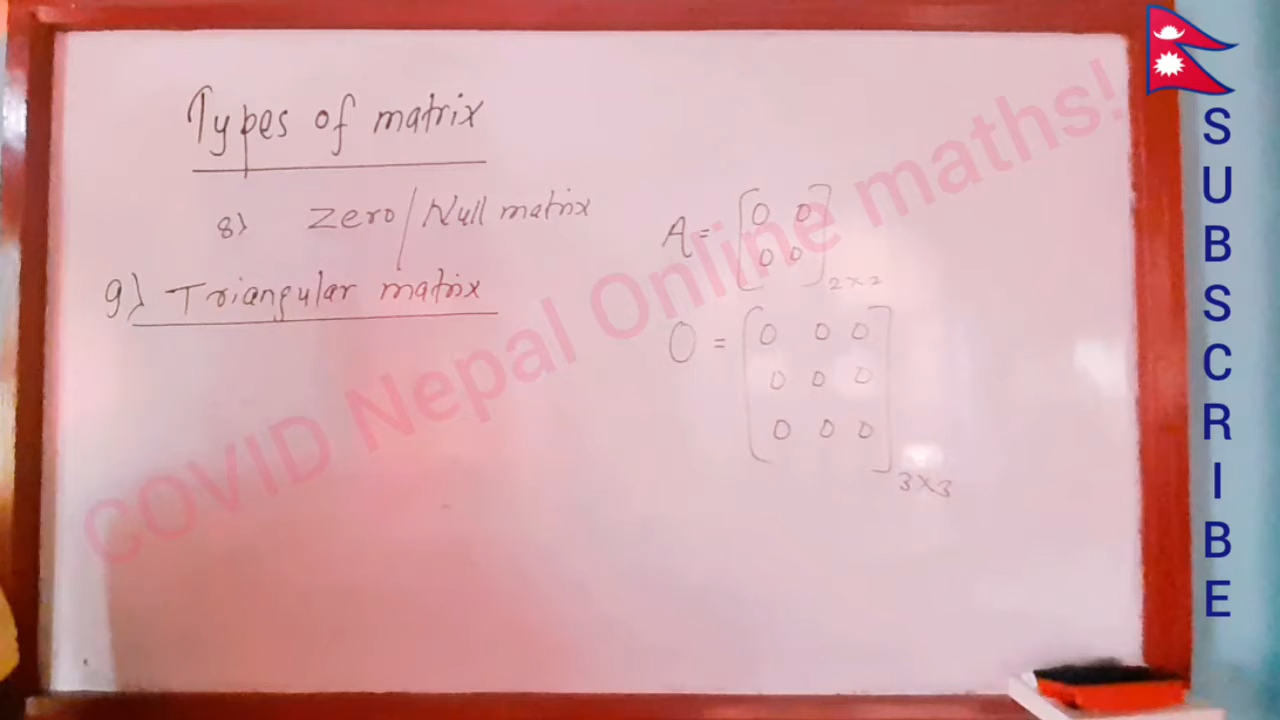 Types of matrix
8) Zero/Null matrix
A = [0 0
0 0] 2×2
9) Triangular matrix
O = [0 0 0
0 0 0
0 0 0] 3×3
COVID Nepal Online maths!
SUBSCRIBE